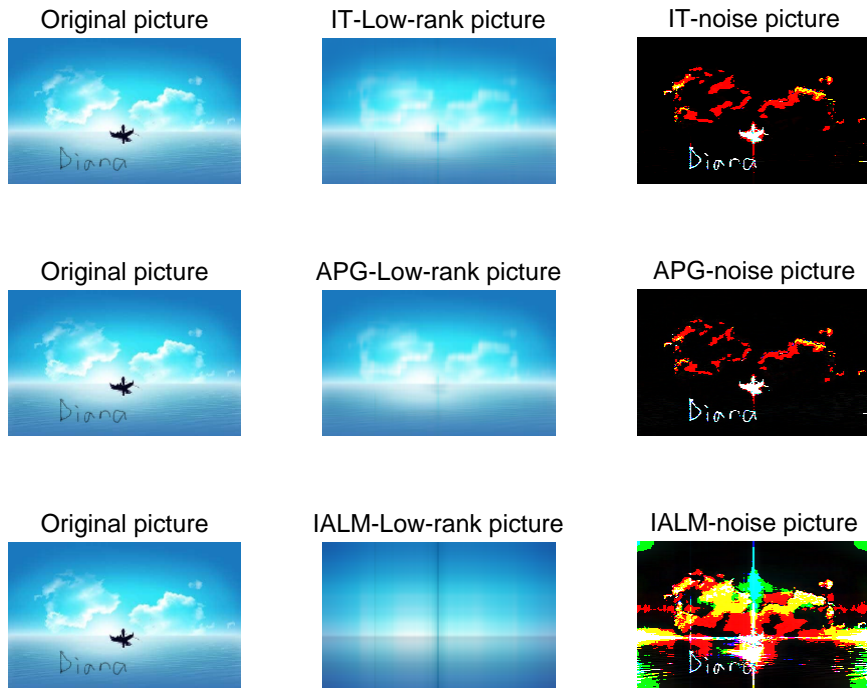 Original picture IT-Low-rank picture IT-noise picture
Diana Diana
Original picture APG-Low-rank picture APG-noise picture
Diana Diana
Original picture IALM-Low-rank picture IALM-noise picture
Diana Diana